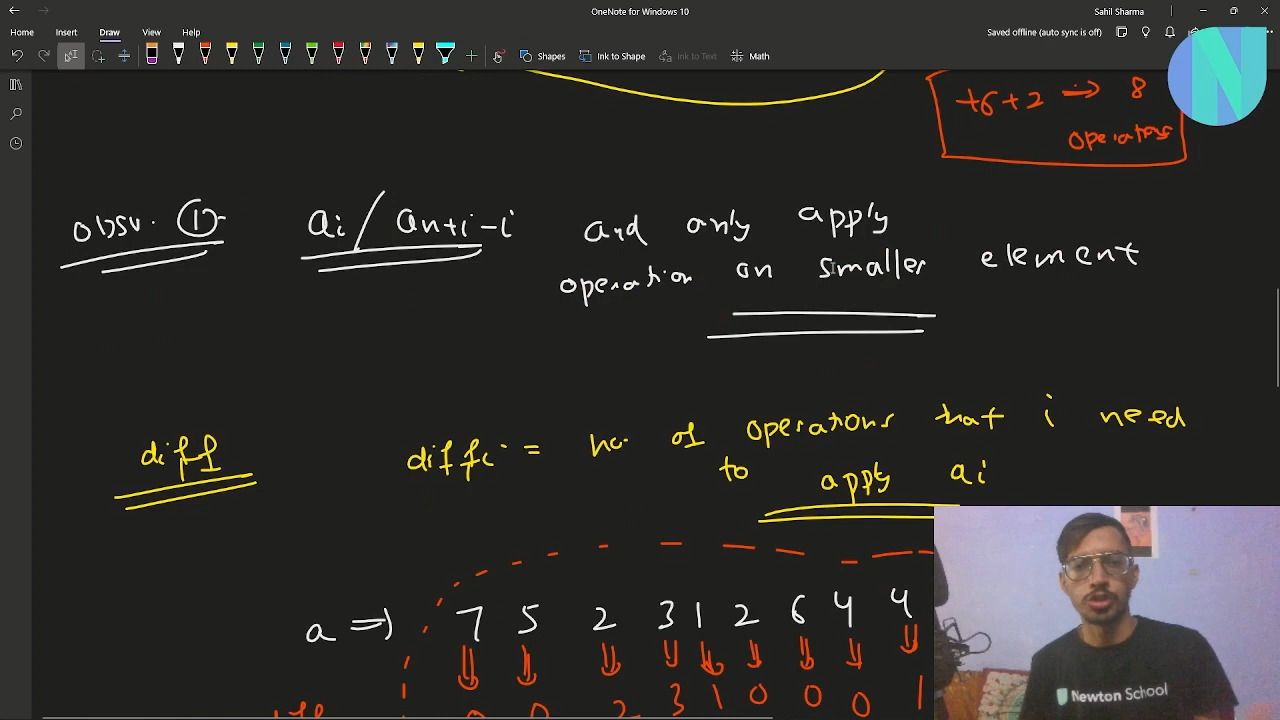 OneNote for Windows 10
Sahil Sharma
Home Insert Draw View Help
Saved offline (auto sync is off)
Shapes Ink to Shape Ink to Text Math
+6+2 => 8
operations
obsv. ① ai / an+i-i and only apply
operation on smaller element
diff diffi = no. of operations that i need
to apply ai
a => 7 5 2 3 1 2 6 4 4
2 3 1 0 0 0 1
Newton School